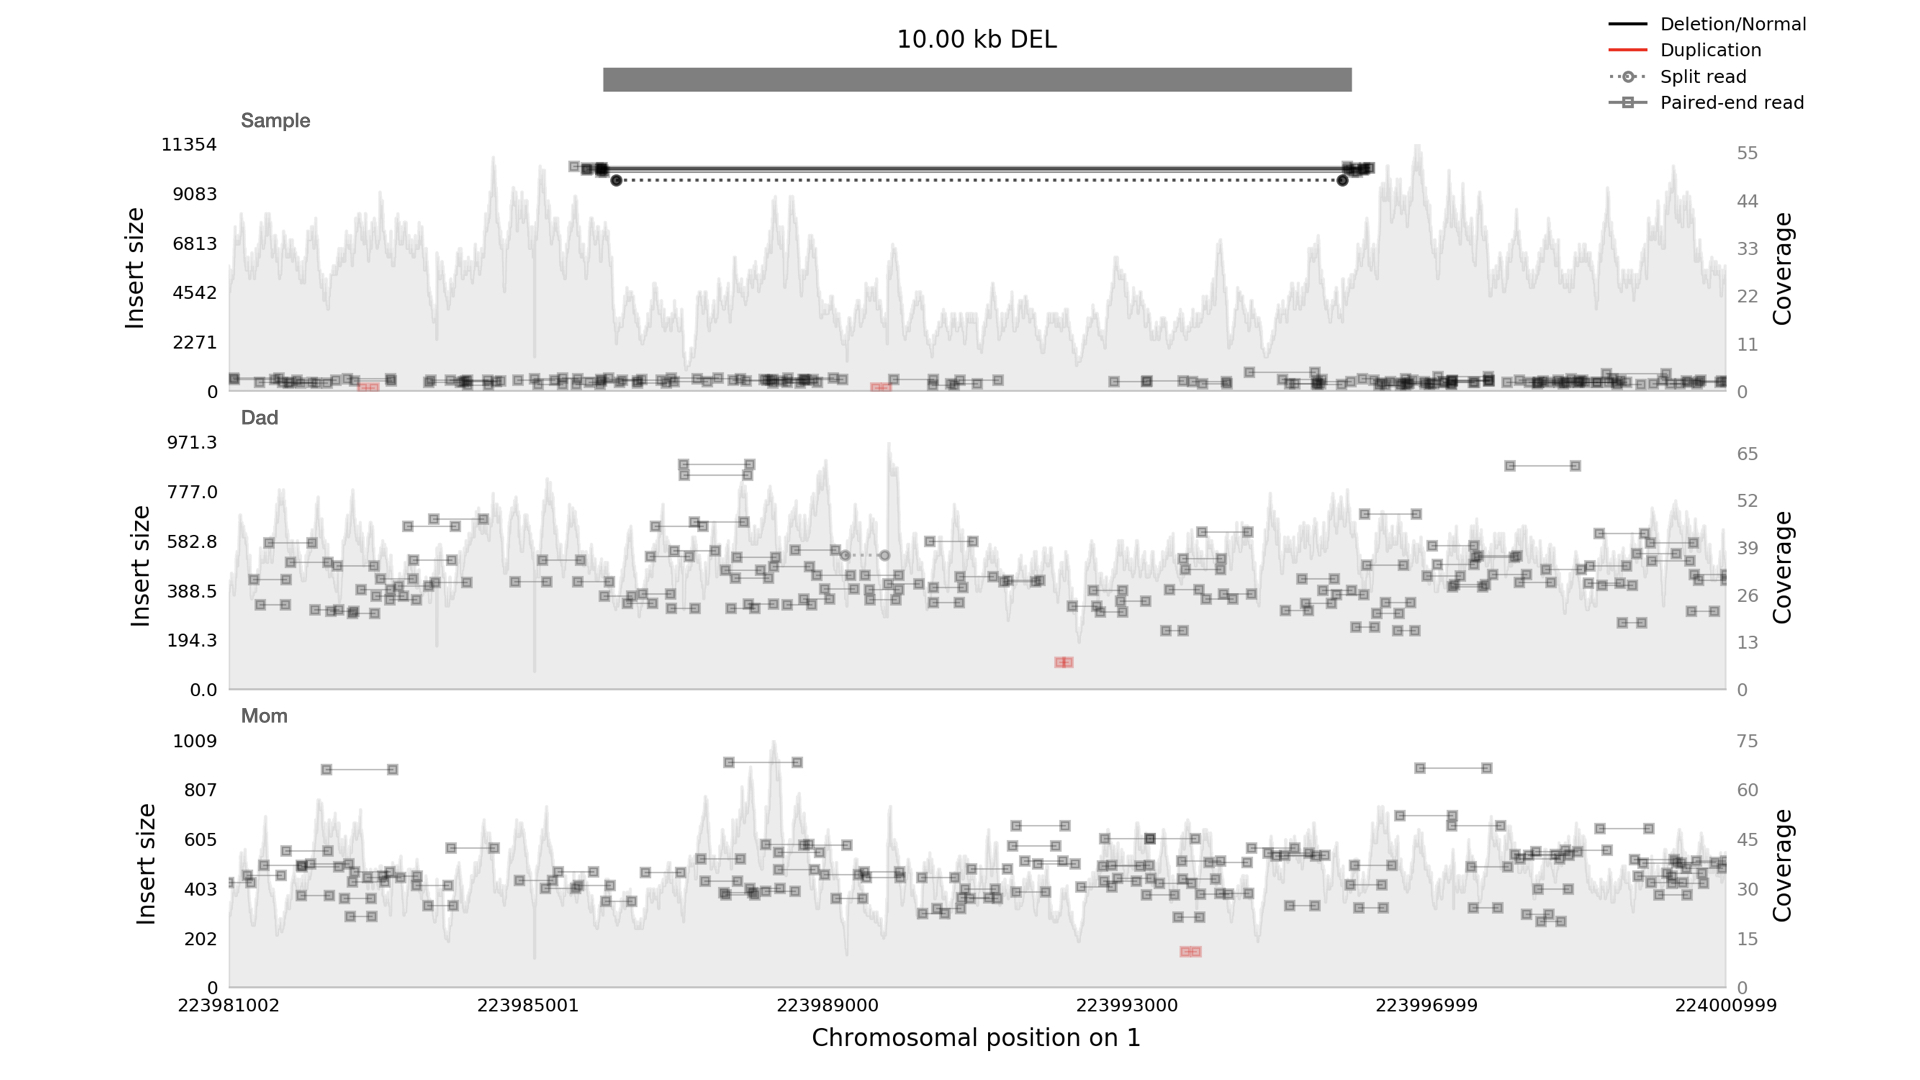 10.00 kb DEL
Deletion/Normal
Duplication
Split read
Paired-end read
Sample
11354
9083
6813
4542
2271
0
Insert size
55
44
33
22
11
0
Coverage
Dad
971.3
777.0
582.8
388.5
194.3
0.0
Insert size
65
52
39
26
13
0
Coverage
Mom
1009
807
605
403
202
0
Insert size
75
60
45
30
15
0
Coverage
223981002 223985001 223989000 223993000 223996999 224000999
Chromosomal position on 1